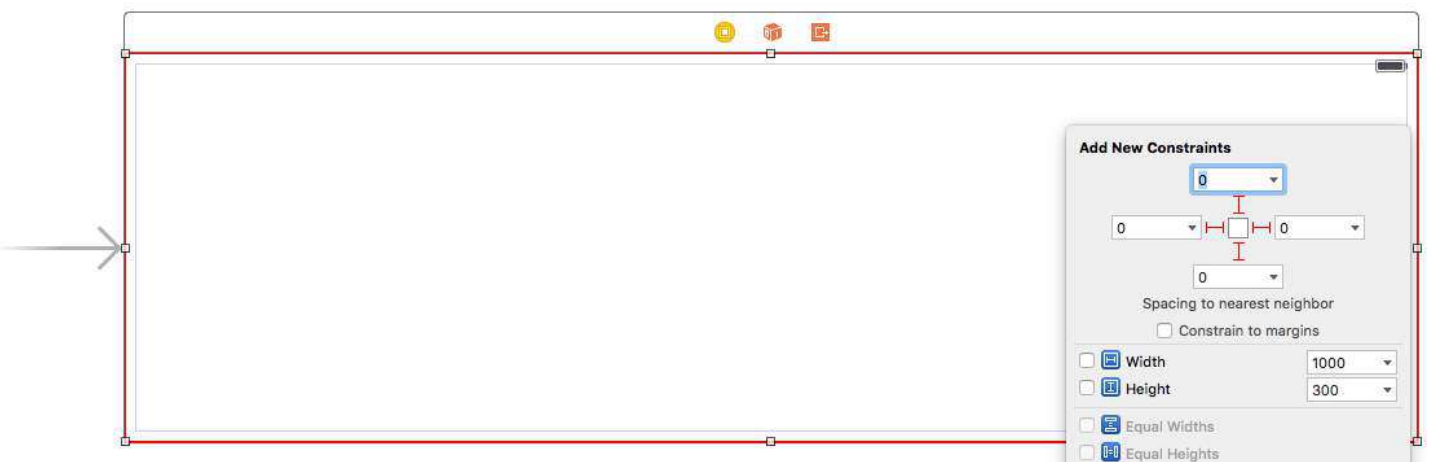 Add New Constraints
0
0 0
0
Spacing to nearest neighbor
Constrain to margins
Width 1000
Height 300
Equal Widths
Equal Heights